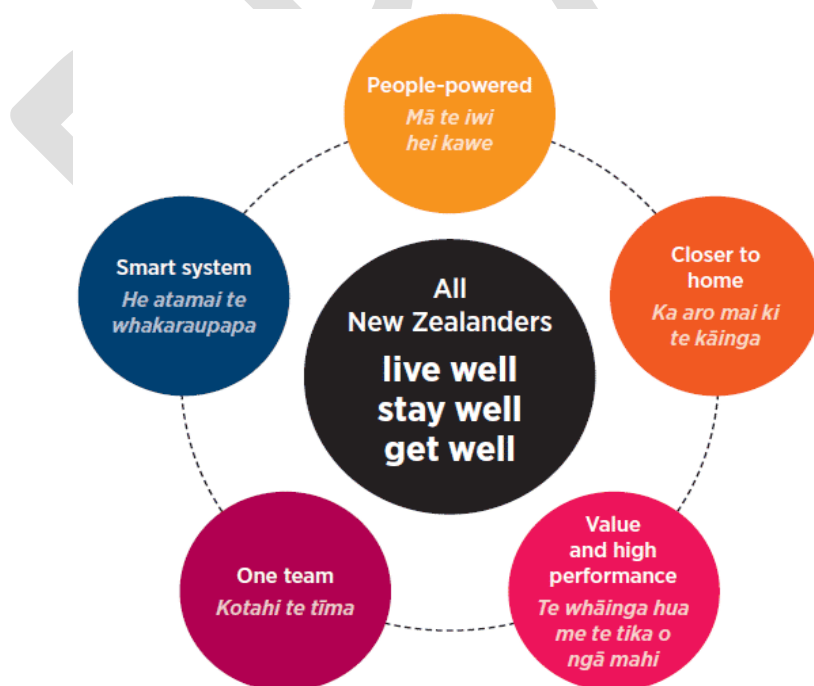 People-powered
Mā te iwi
hei kawe
Closer to
home
Ka aro mai ki
te kāinga
Value
and high
performance
Te whāinga hua
me te tika o
ngā mahi
One team
Kotahi te tīma
Smart system
He atamai te
whakaraupapa
All
New Zealanders
live well
stay well
get well